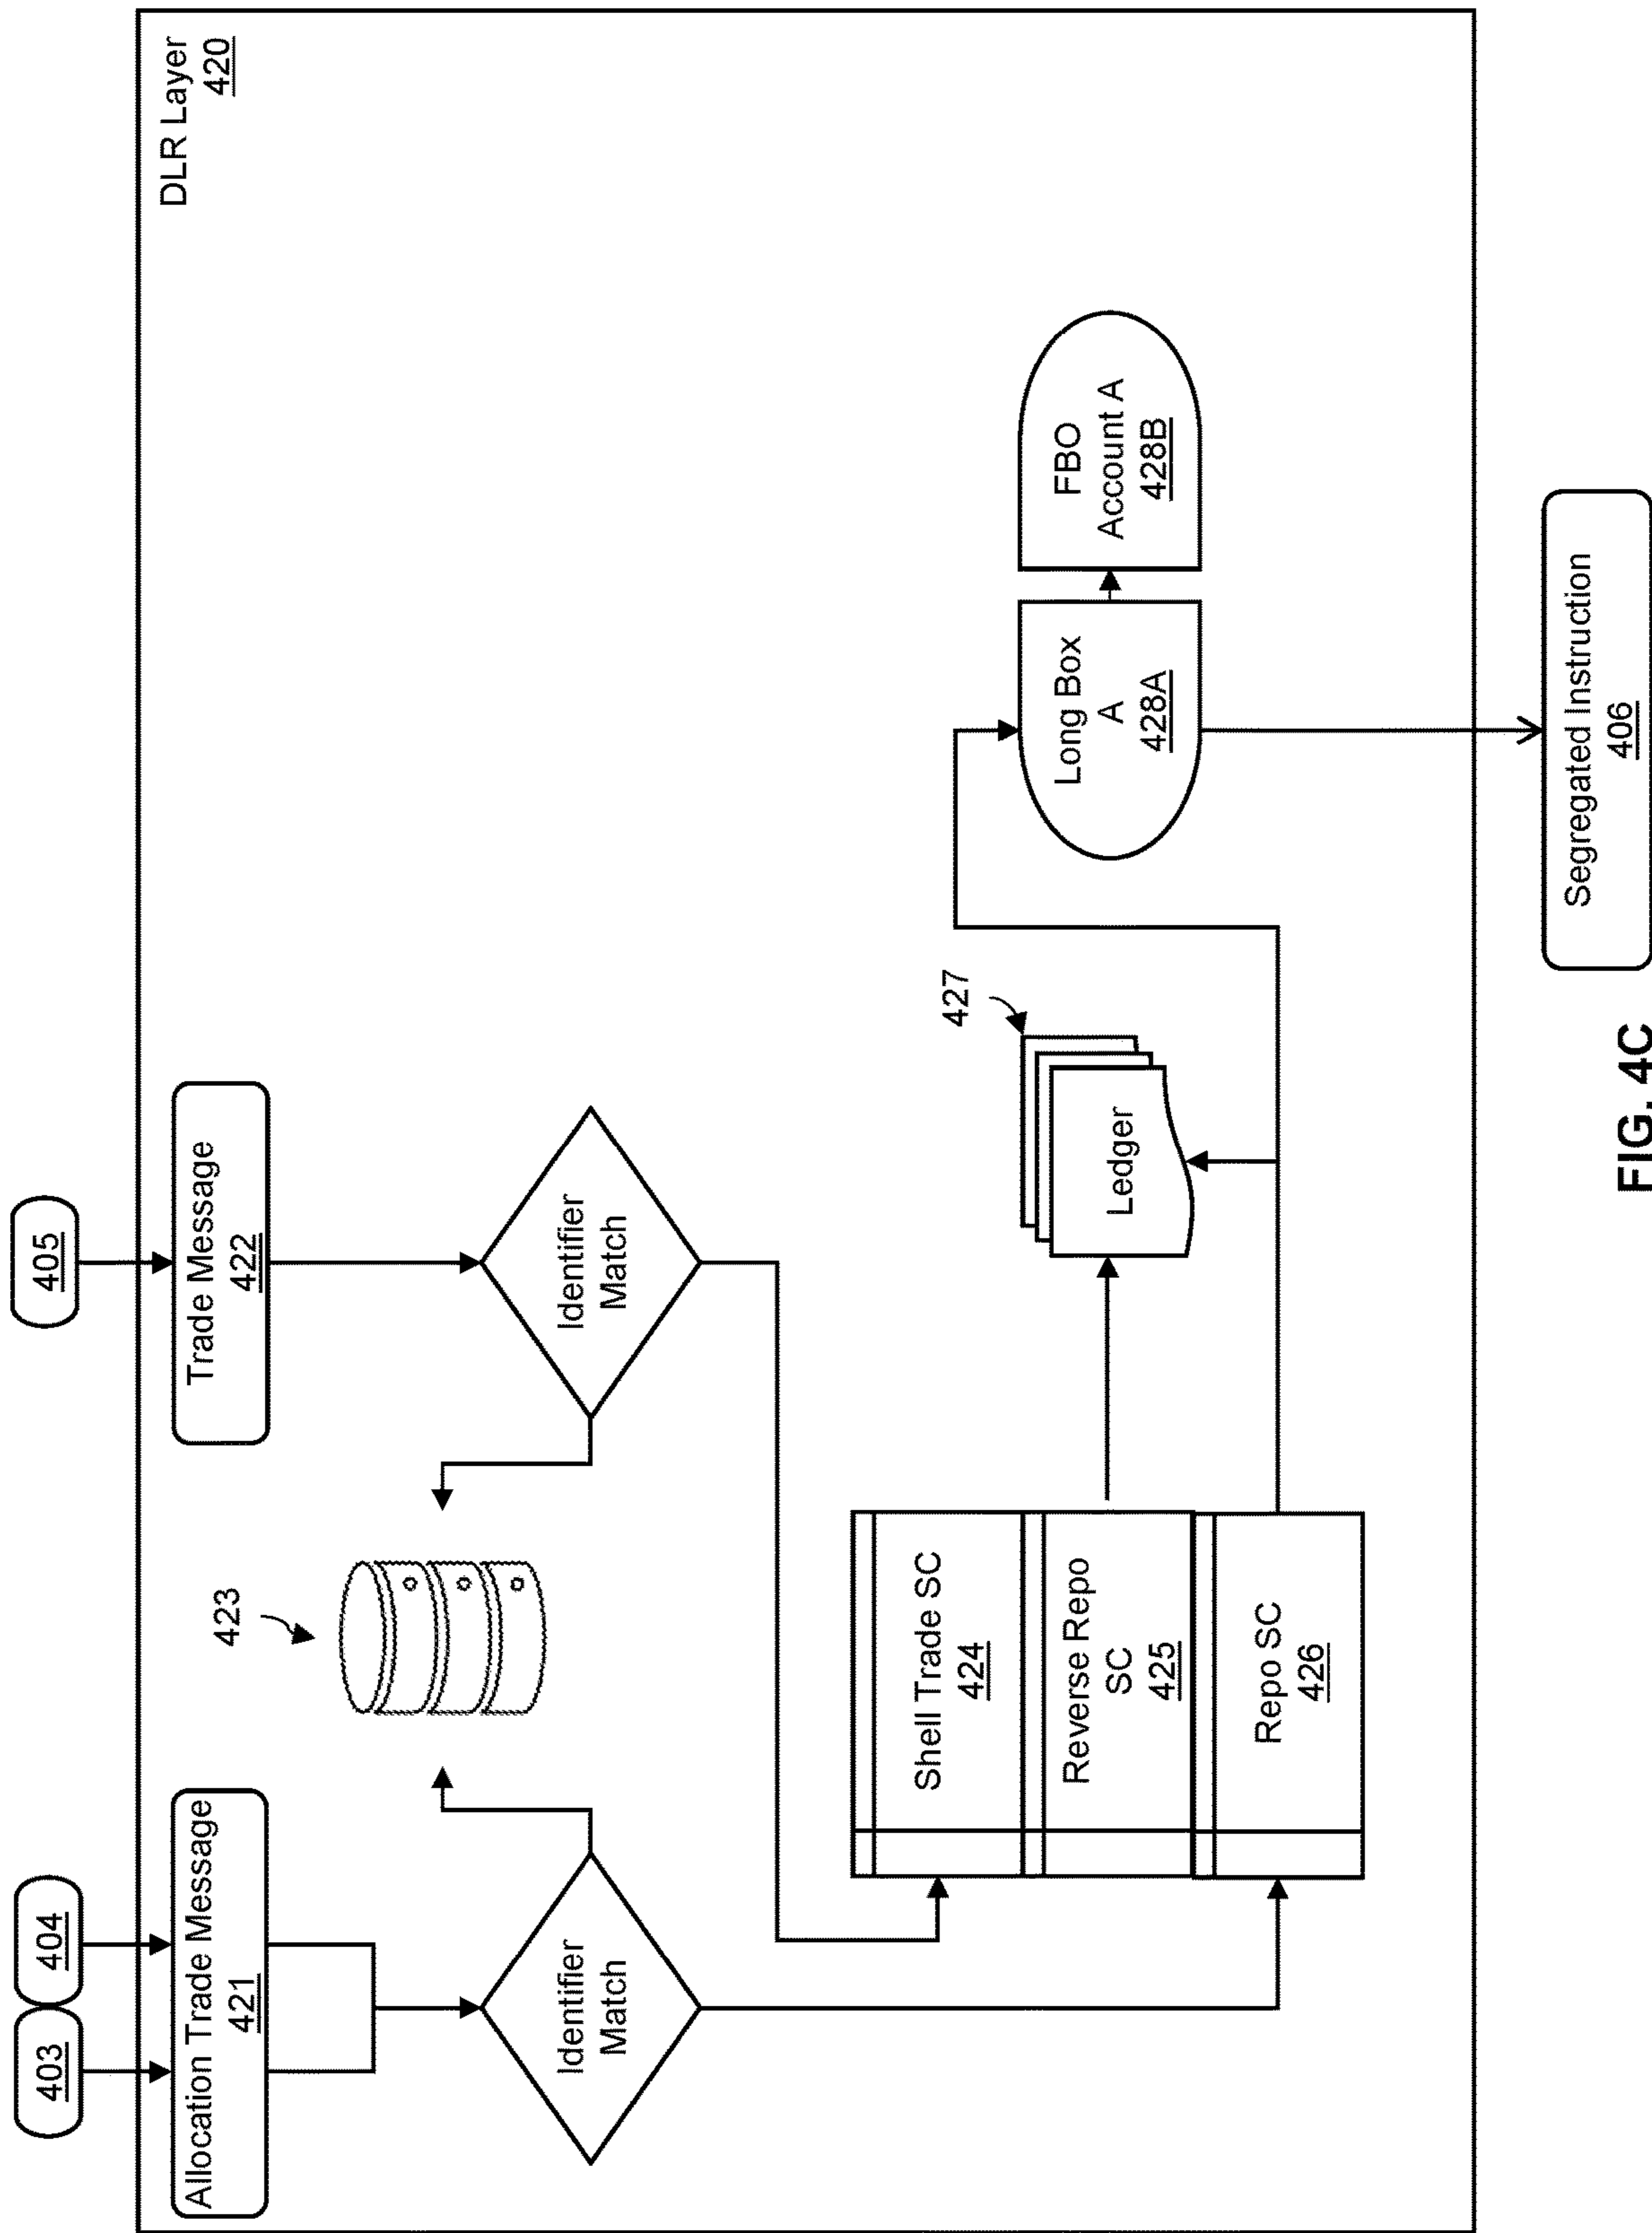 DLR Layer
420
403
404
405
Allocation Trade Message
421
Trade Message
422
423
Identifier
Match
Identifier
Match
Shell Trade SC
424
Reverse Repo
SC
425
Repo SC
426
427
Ledger
Long Box
A
428A
FBO
Account A
428B
Segregated Instruction
406
FIG. 4C